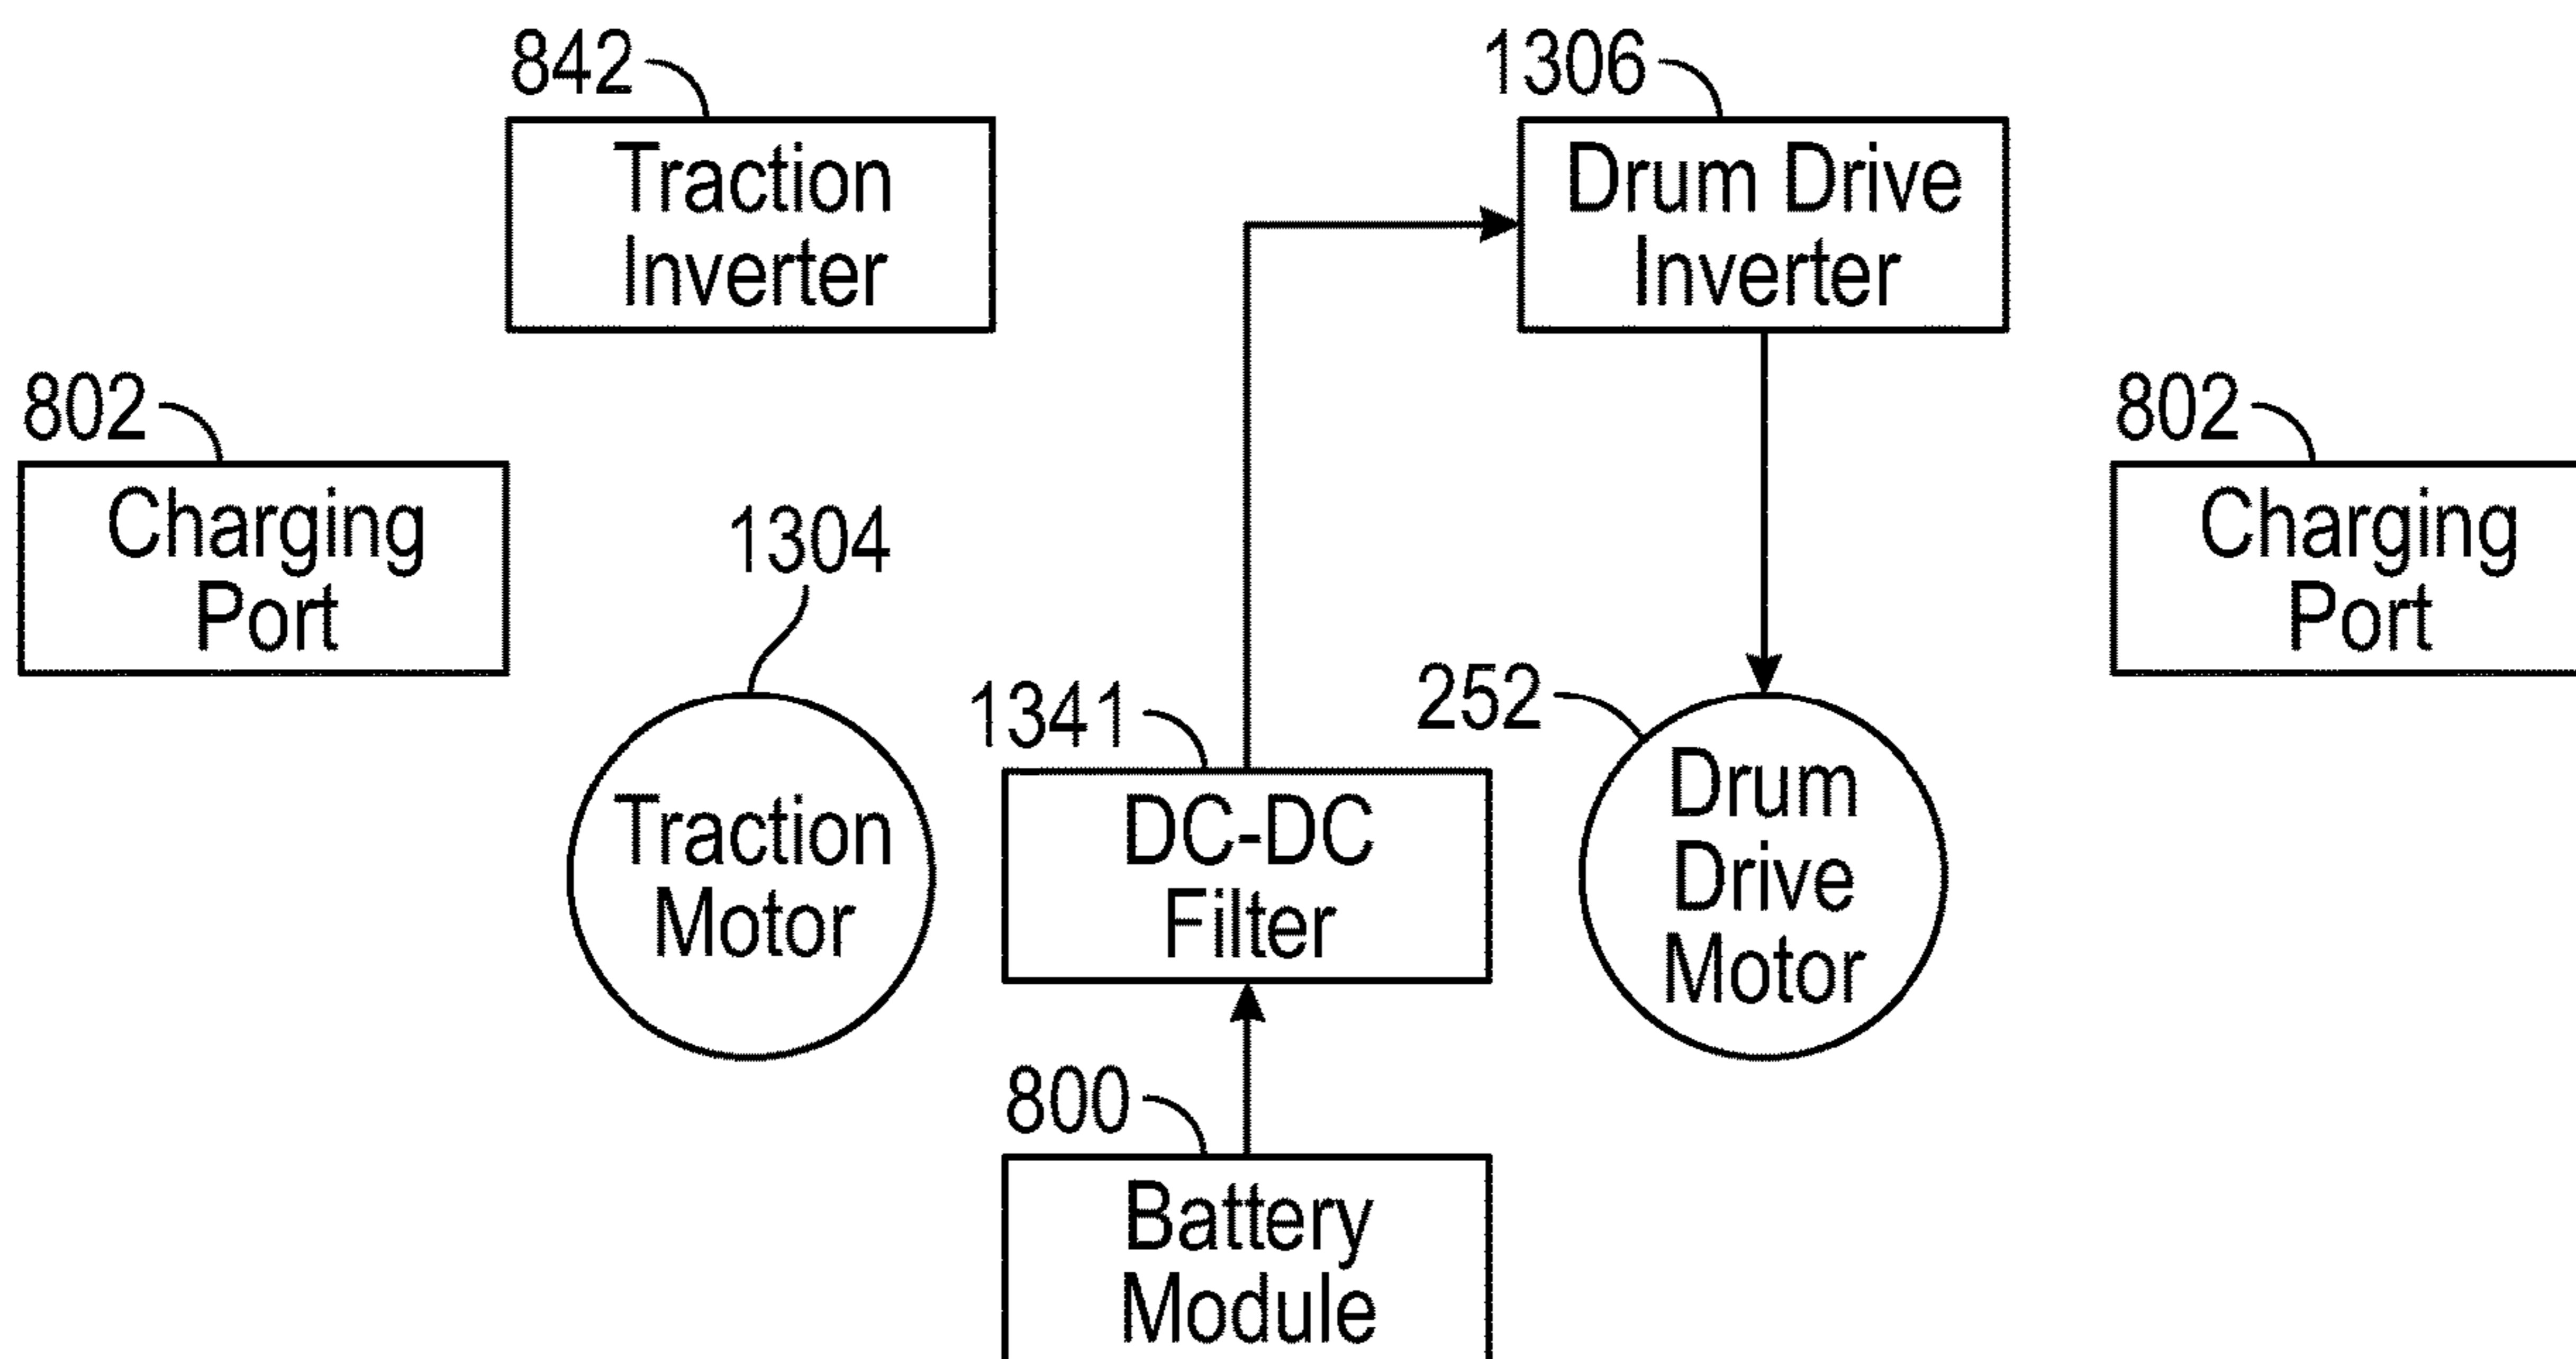 842
Traction
Inverter
1306
Drum Drive
Inverter
802
Charging
Port
802
Charging
Port
1304
Traction
Motor
1341
DC-DC
Filter
252
Drum
Drive
Motor
800
Battery
Module